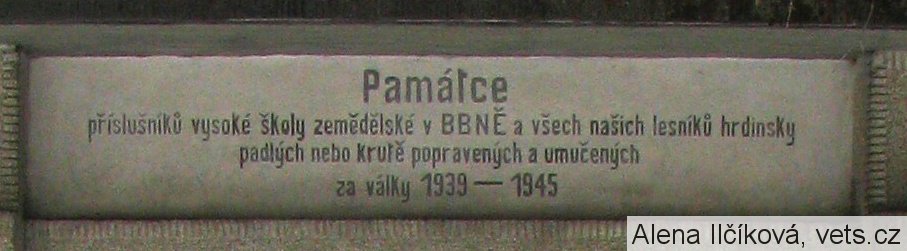 Památce
příslušníků vysoké školy zemědělské v BBNĚ a všech našich lesníků hrdinsky
padlých nebo krutě popravených a umučených
za války 1939 — 1945
Alena Ilčíková, vets.cz